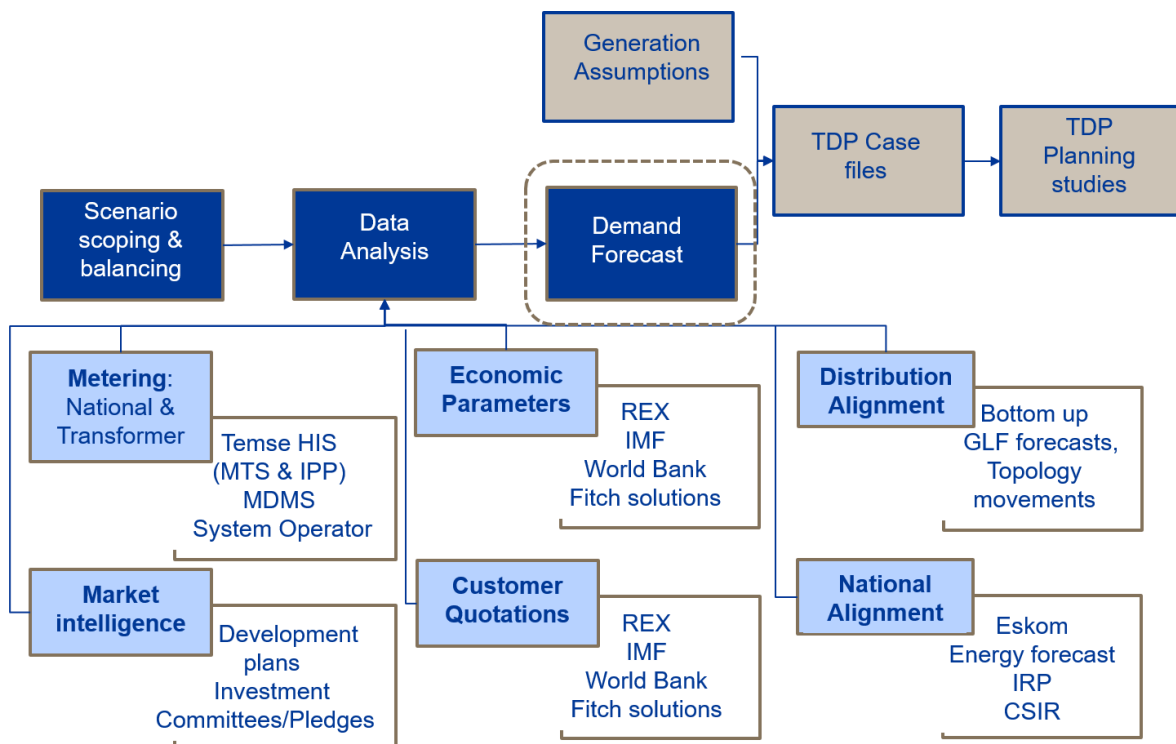 Generation
Assumptions
TDP Case
files
TDP
Planning
studies
Scenario
scoping &
balancing
Data
Analysis
Demand
Forecast
Metering:
National &
Transformer
Temse HIS
(MTS & IPP)
MDMS
System Operator
Economic
Parameters
REX
IMF
World Bank
Fitch solutions
Distribution
Alignment
Bottom up
GLF forecasts,
Topology
movements
Market
intelligence
Development
plans
Investment
Committees/Pledges
Customer
Quotations
REX
IMF
World Bank
Fitch solutions
National
Alignment
Eskom
Energy forecast
IRP
CSIR